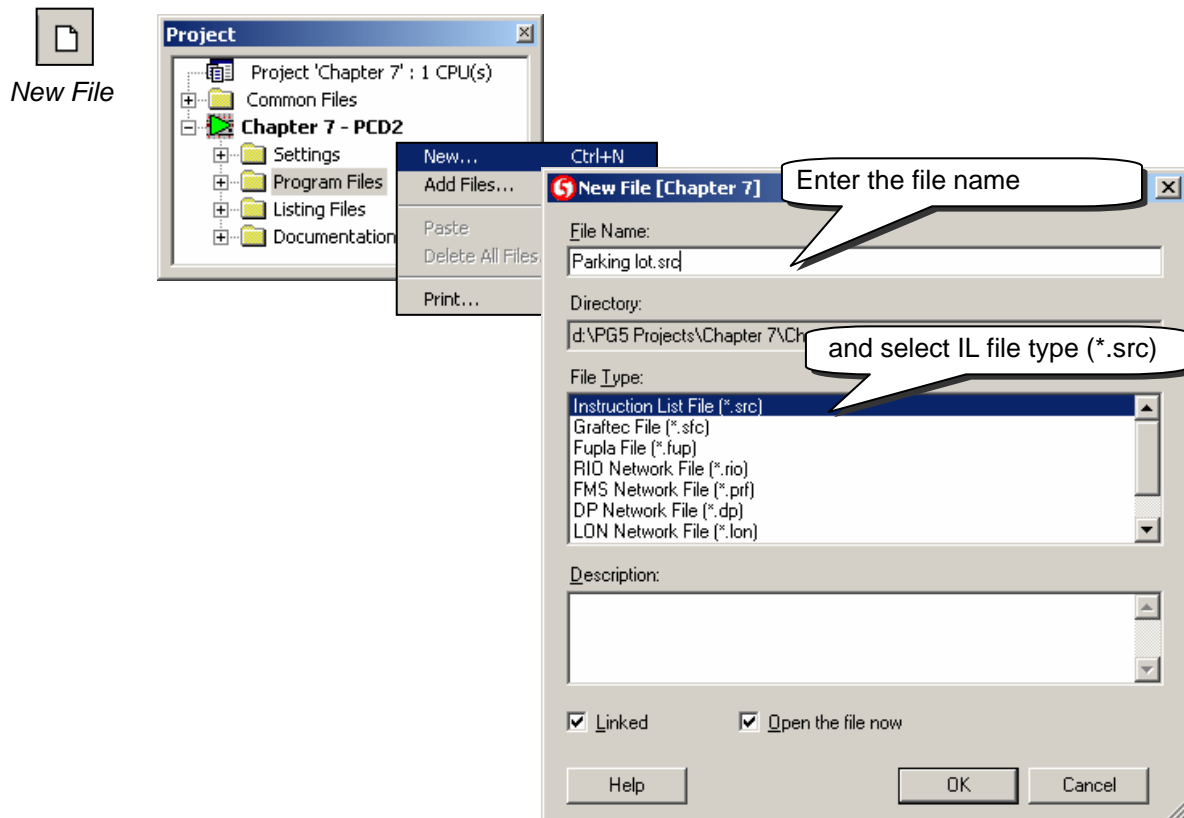 New File
Project
Project 'Chapter 7' : 1 CPU(s)
Common Files
Chapter 7 - PCD2
Settings
Program Files
Listing Files
Documentation
New... Ctrl+N
Add Files...
Paste
Delete All Files
Print...
New File [Chapter 7]
Enter the file name
File Name:
Parking lot.src
Directory:
d:\PG5 Projects\Chapter 7\Ch
and select IL file type (*.src)
File Type:
Instruction List File (*.src)
Graftec File (*.sfc)
Fupla File (*.fup)
RIO Network File (*.rio)
FMS Network File (*.prf)
DP Network File (*.dp)
LON Network File (*.lon)
Description:
Linked
Open the file now
Help
OK
Cancel